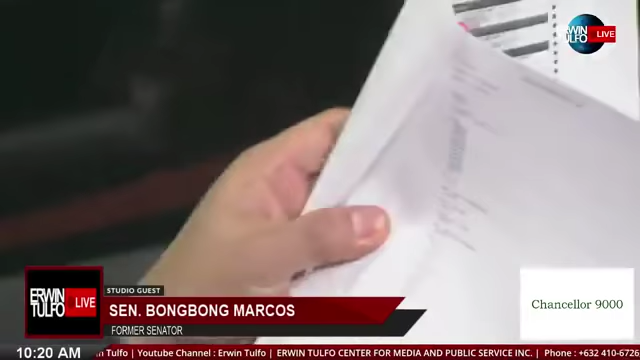 ERWIN
TULFO LIVE
STUDIO GUEST
SEN. BONGBONG MARCOS
FORMER SENATOR
ERWIN
TULFO LIVE
Chancellor 9000
10:20 AM
n Tulfo | Youtube Channel : Erwin Tulfo | ERWIN TULFO CENTER FOR MEDIA AND PUBLIC SERVICE INC. | Phone : +632 410-6726